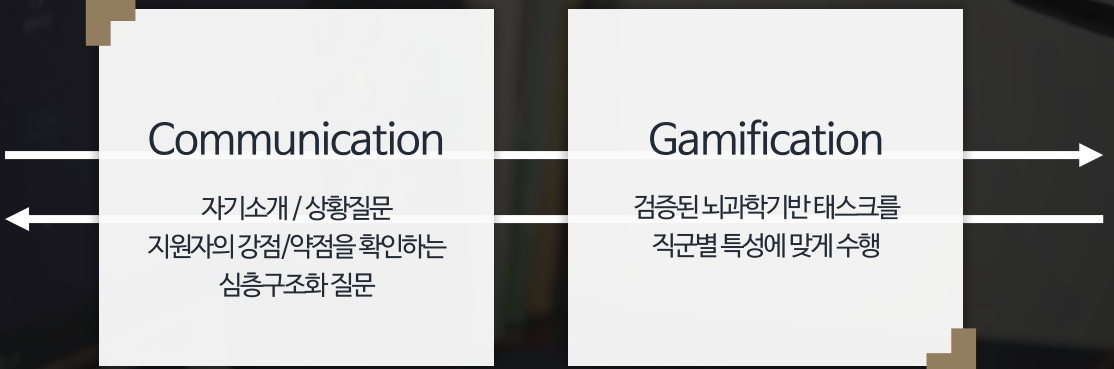 Communication
자기소개 / 상황질문
지원자의 강점/약점을 확인하는
심층구조화 질문
Gamification
검증된 뇌과학기반 태스크를
직군별 특성에 맞게 수행